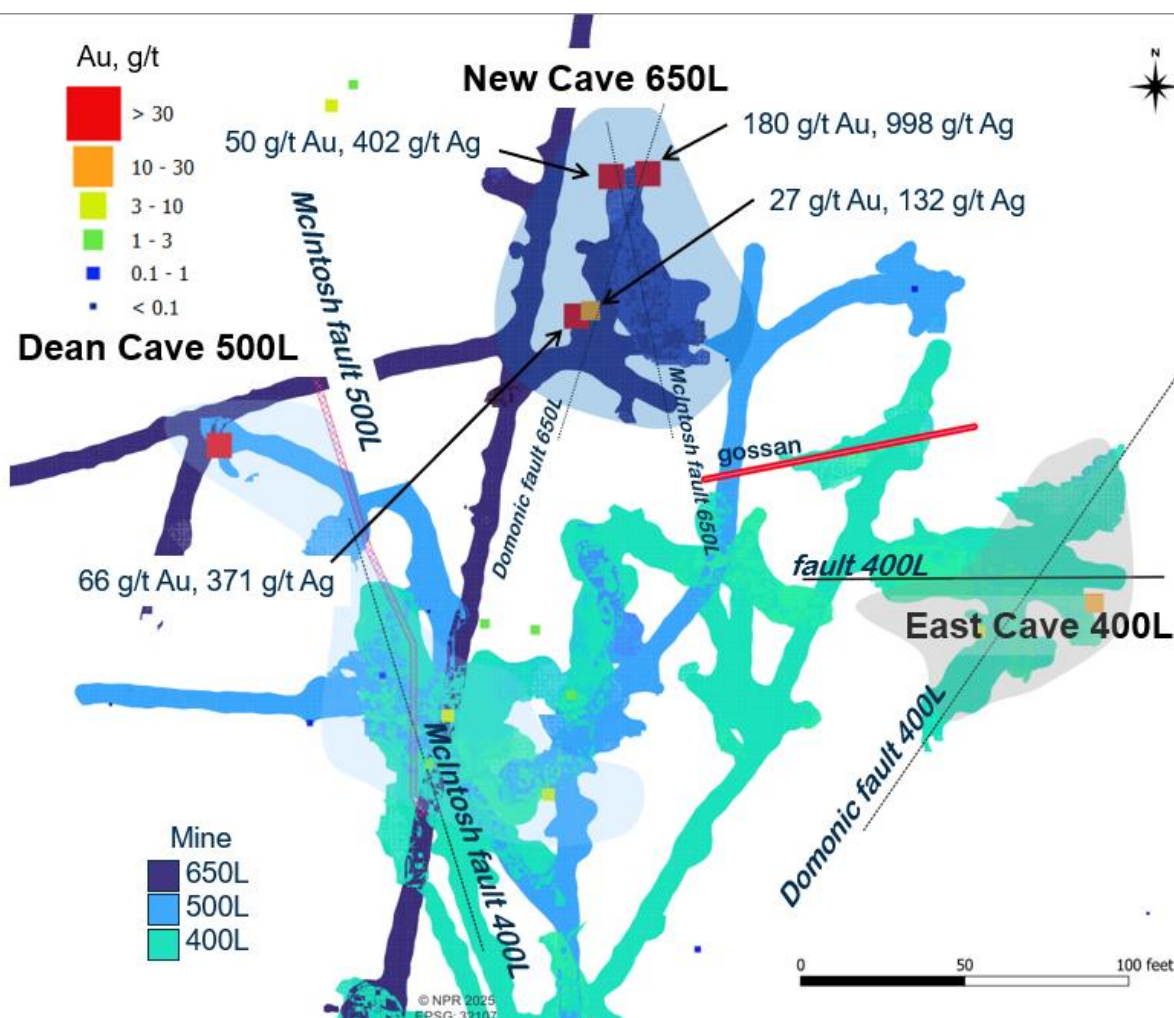 Au, g/t
> 30
10 - 30
3 - 10
1 - 3
0.1 - 1
< 0.1
N
New Cave 650L
50 g/t Au, 402 g/t Ag
180 g/t Au, 998 g/t Ag
27 g/t Au, 132 g/t Ag
McIntosh fault 500L
Dean Cave 500L
Domonic fault 650L
McIntosh fault 650L
gossan
66 g/t Au, 371 g/t Ag
fault 400L
East Cave 400L
Domonic fault 400L
McIntosh fault 400L
Mine
650L
500L
400L
0 50 100 feet
© NPR 2025
EPSG: 32107